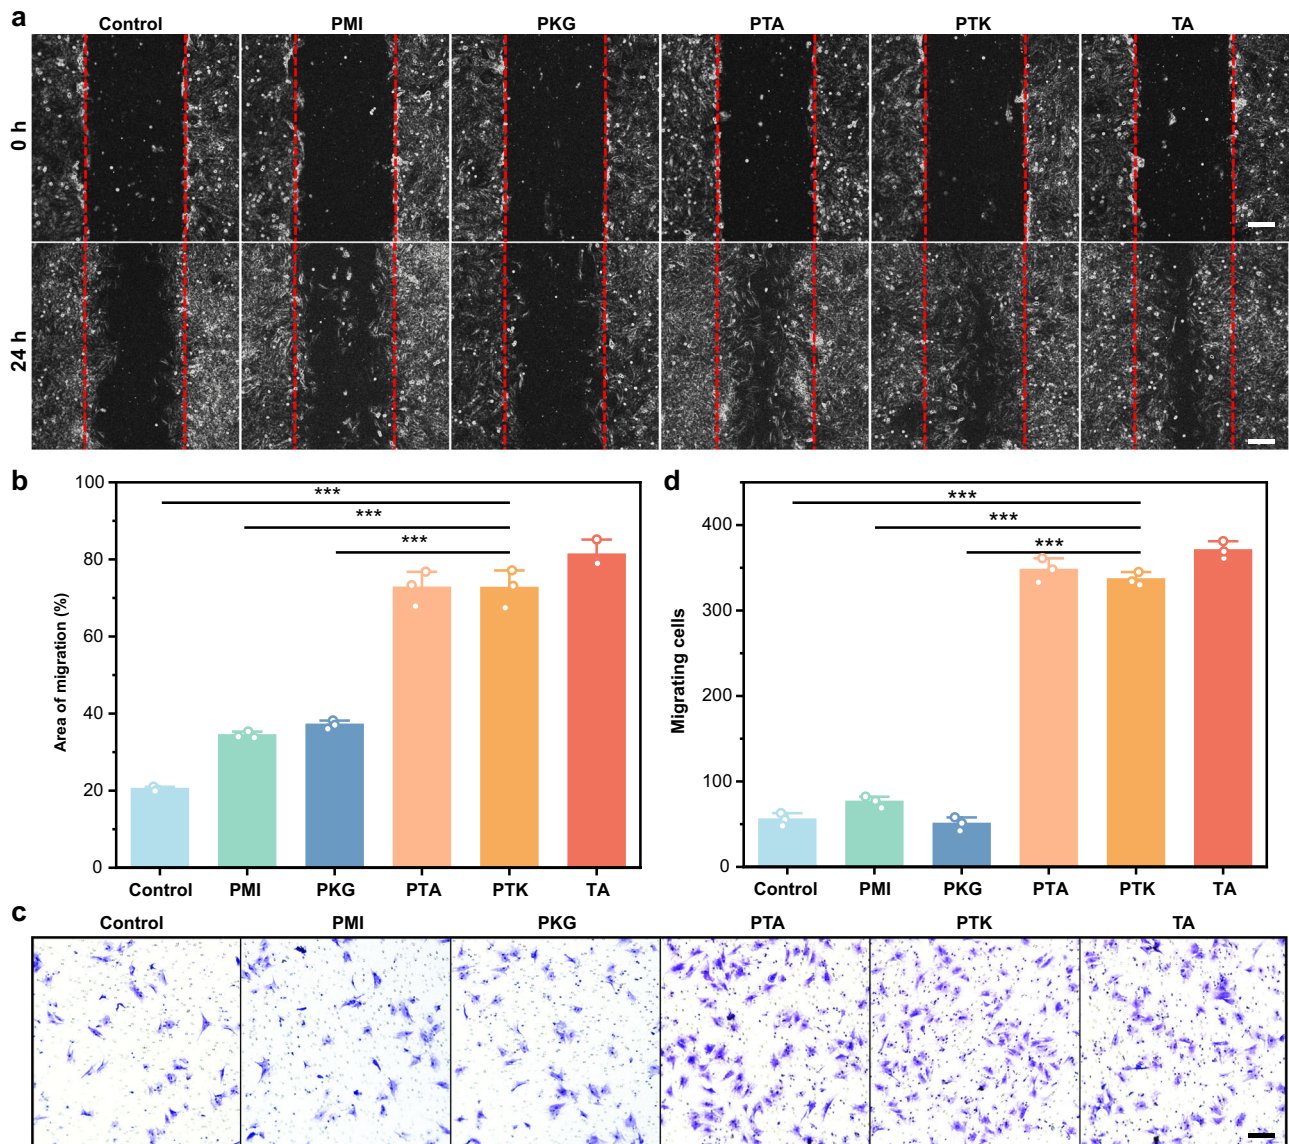 a
Control PMI PKG PTA PTK TA
0 h
24 h
b
d
100
80
60
40
20
0
Area of migration (%)
***
***
***
Control PMI PKG PTA PTK TA
400
300
200
100
0
Migrating cells
***
***
***
Control PMI PKG PTA PTK TA
c
Control PMI PKG PTA PTK TA